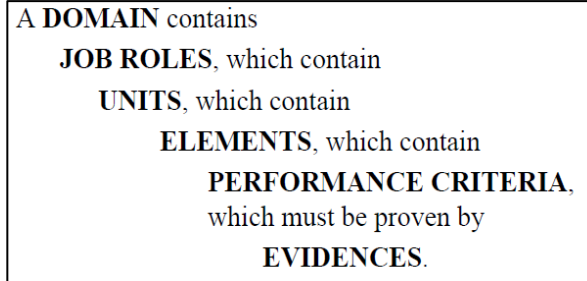 A DOMAIN contains
JOB ROLES, which contain
UNITS, which contain
ELEMENTS, which contain
PERFORMANCE CRITERIA,
which must be proven by
EVIDENCES.